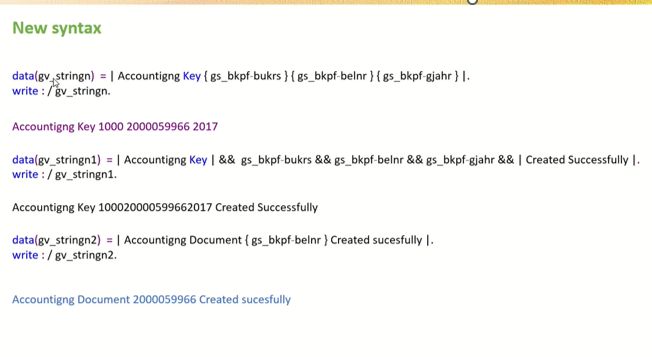 New syntax
data(gv_stringn) = | Accountigng Key { gs_bkpf-bukrs } { gs_bkpf-belnr } { gs_bkpf-gjahr } |.
write : / gv_stringn.
Accountigng Key 1000 2000059966 2017
data(gv_stringn1) = | Accountigng Key | && gs_bkpf-bukrs && gs_bkpf-belnr && gs_bkpf-gjahr && | Created Successfully |.
write : / gv_stringn1.
Accountigng Key 100020000599662017 Created Successfully
data(gv_stringn2) = | Accountigng Document { gs_bkpf-belnr } Created sucesfully |.
write : / gv_stringn2.
Accountigng Document 2000059966 Created sucesfully